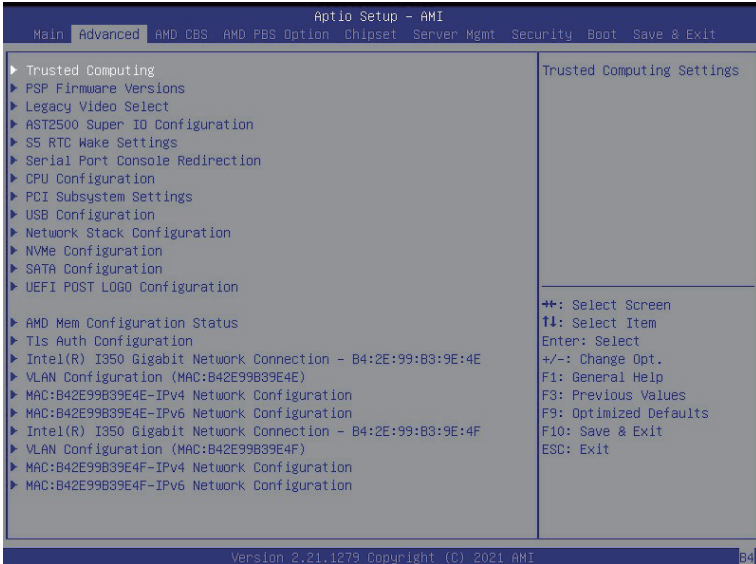 Aptio Setup – AMI
Main Advanced AMD CBS AMD PBS Option Chipset Server Mgmt Security Boot Save & Exit
▶ Trusted Computing
▶ PSP Firmware Versions
▶ Legacy Video Select
▶ AST2500 Super IO Configuration
▶ S5 RTC Wake Settings
▶ Serial Port Console Redirection
▶ CPU Configuration
▶ PCI Subsystem Settings
▶ USB Configuration
▶ Network Stack Configuration
▶ NVMe Configuration
▶ SATA Configuration
▶ UEFI POST LOGO Configuration
▶ AMD Mem Configuration Status
▶ Tls Auth Configuration
▶ Intel(R) I350 Gigabit Network Connection – B4:2E:99:B3:9E:4E
▶ VLAN Configuration (MAC:B42E99B39E4E)
▶ MAC:B42E99B39E4E-IPv4 Network Configuration
▶ MAC:B42E99B39E4E-IPv6 Network Configuration
▶ Intel(R) I350 Gigabit Network Connection – B4:2E:99:B3:9E:4F
▶ VLAN Configuration (MAC:B42E99B39E4F)
▶ MAC:B42E99B39E4F-IPv4 Network Configuration
▶ MAC:B42E99B39E4F-IPv6 Network Configuration
Trusted Computing Settings
→←: Select Screen
↑↓: Select Item
Enter: Select
+/-: Change Opt.
F1: General Help
F3: Previous Values
F9: Optimized Defaults
F10: Save & Exit
ESC: Exit
Version 2.21.1279 Copyright (C) 2021 AMI
B4